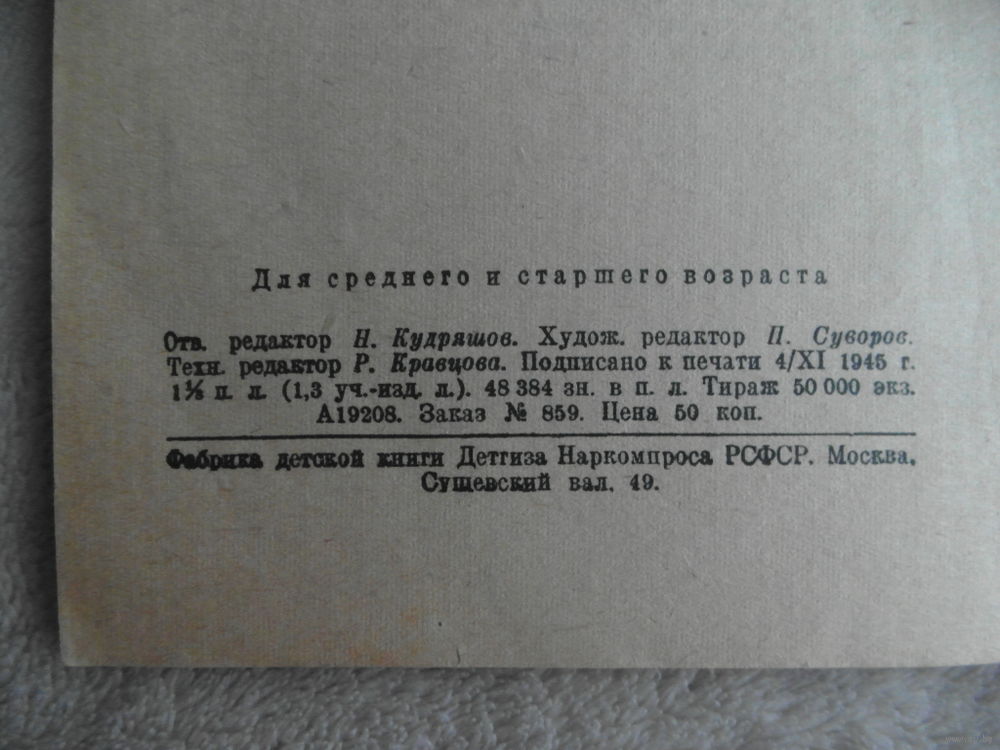 Для среднего и старшего возраста
Отв. редактор Н. Кудряшов. Худож. редактор П. Суворов.
Техн. редактор Р. Кравцова. Подписано к печати 4/XI 1945 г.
п. л. (1,3 уч.-изд. л.). 48 384 зн. в п. л. Тираж 50 000 экз.
А19208. Заказ № 859. Цена 50 коп.
Фабрика детской книги Детгиза Наркомпроса РСФСР. Москва,
Сущевский вал, 49.